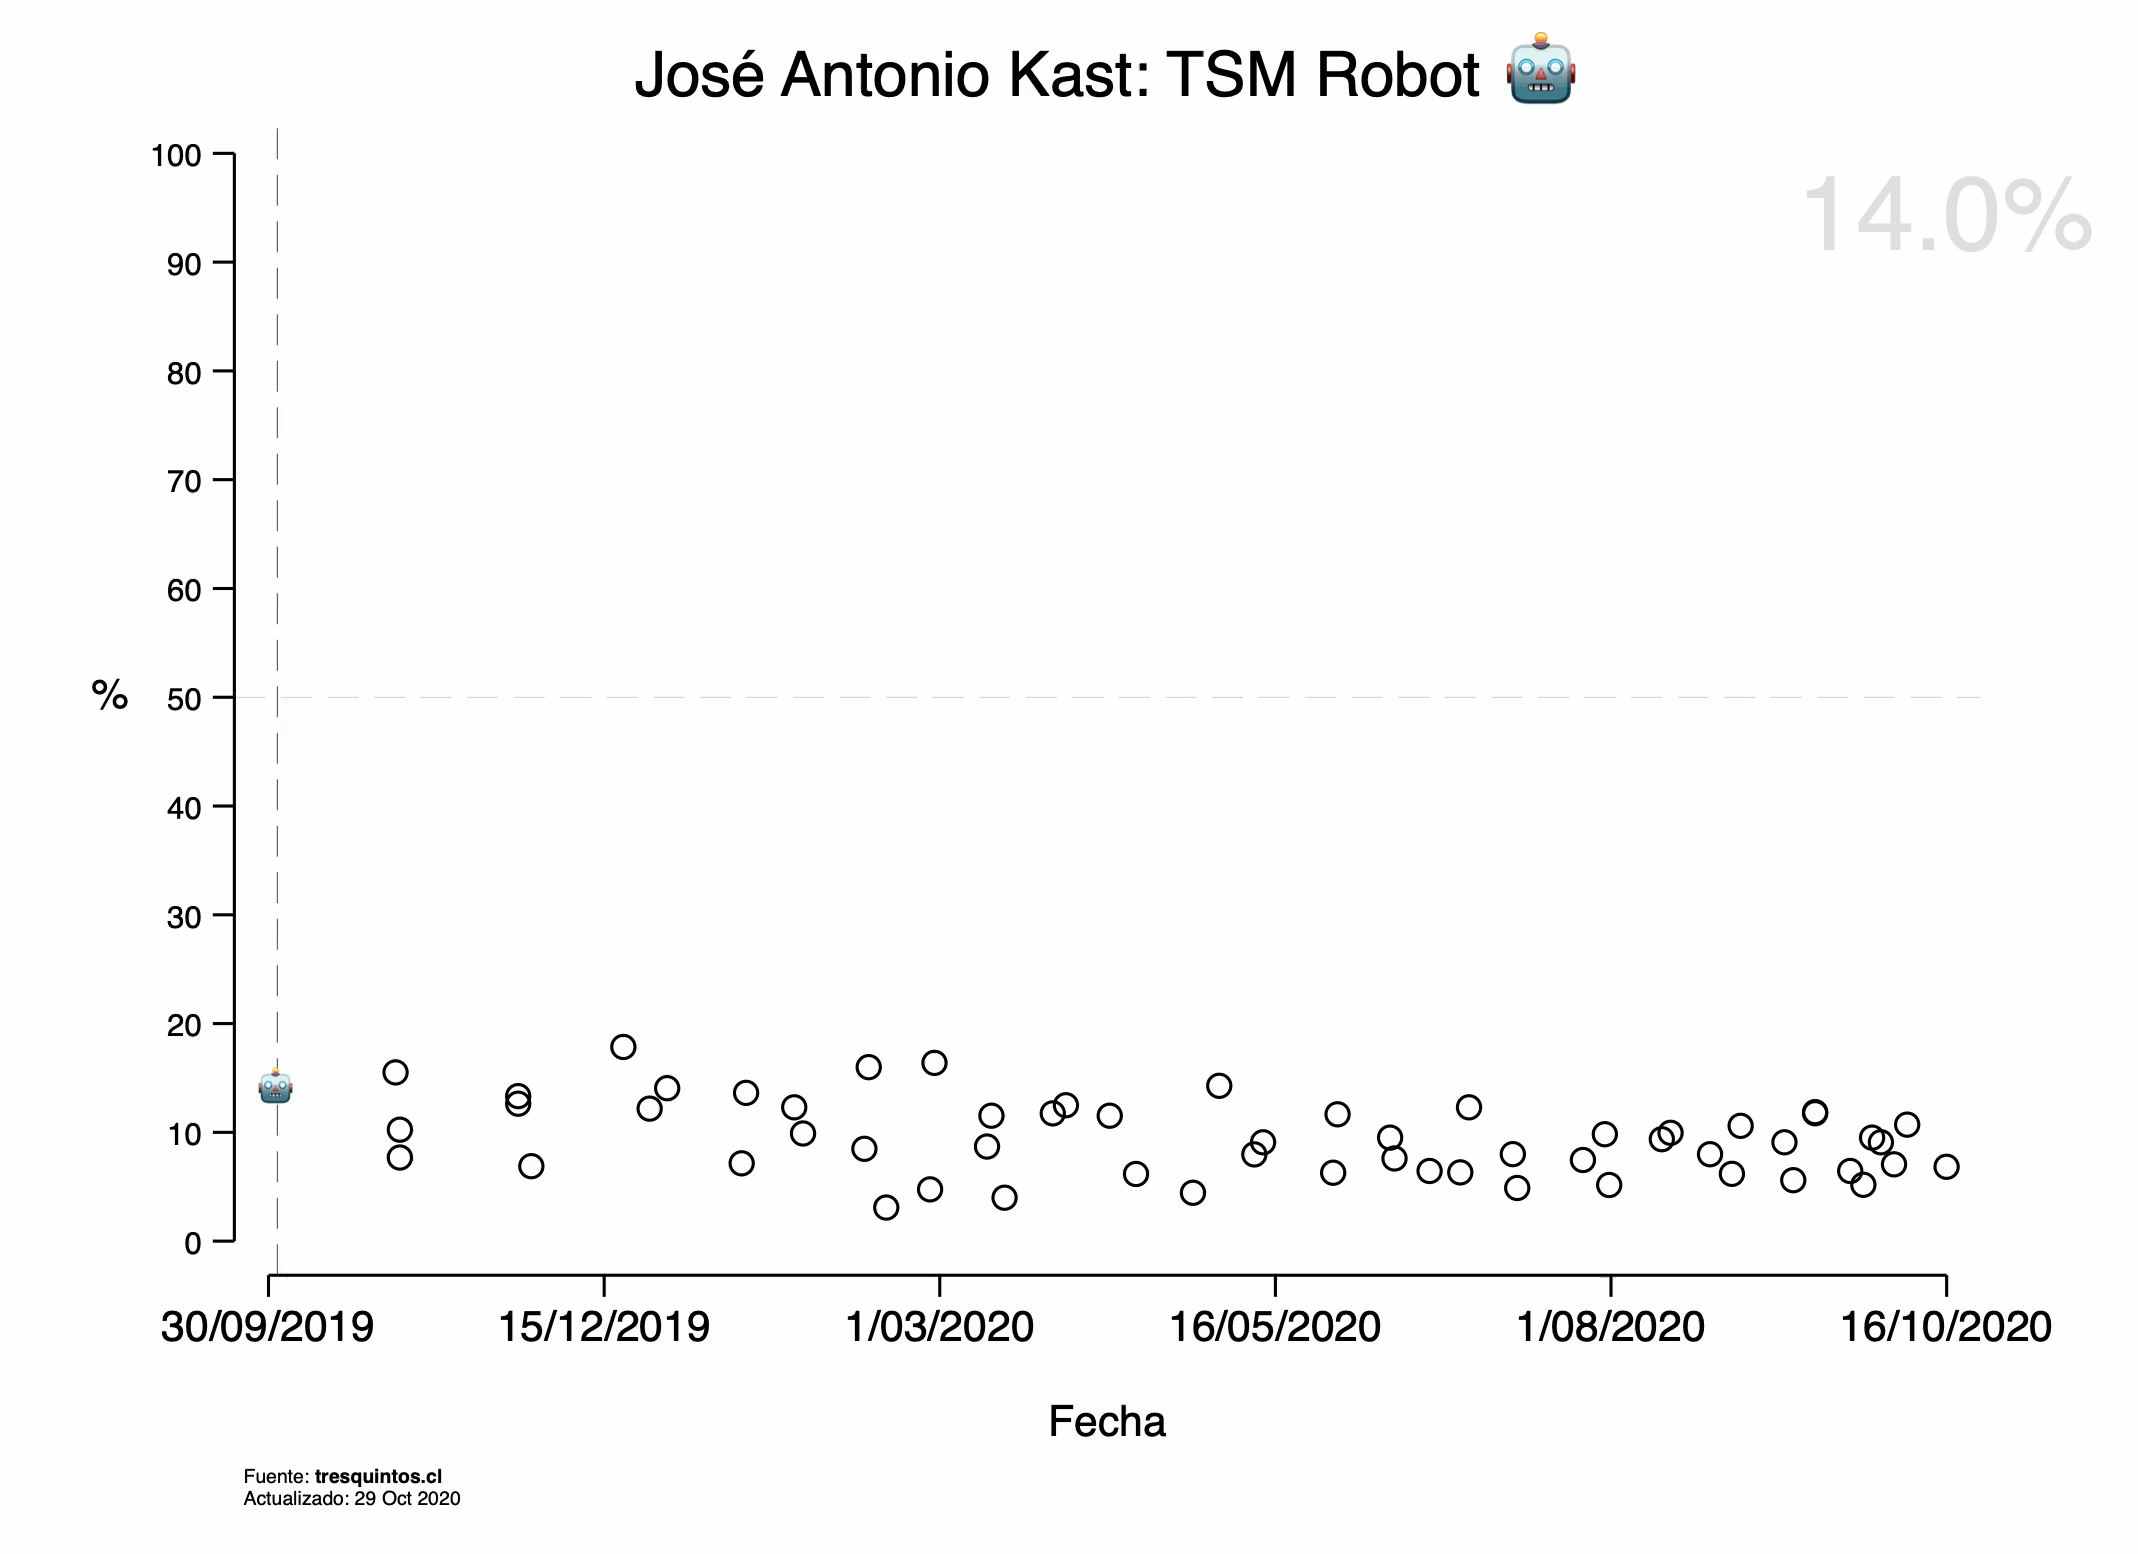 José Antonio Kast: TSM Robot
14.0%
100
90
80
70
60
50
40
30
20
10
0
%
30/09/2019 15/12/2019 1/03/2020 16/05/2020 1/08/2020 16/10/2020
Fecha
Fuente: tresquintos.cl
Actualizado: 29 Oct 2020